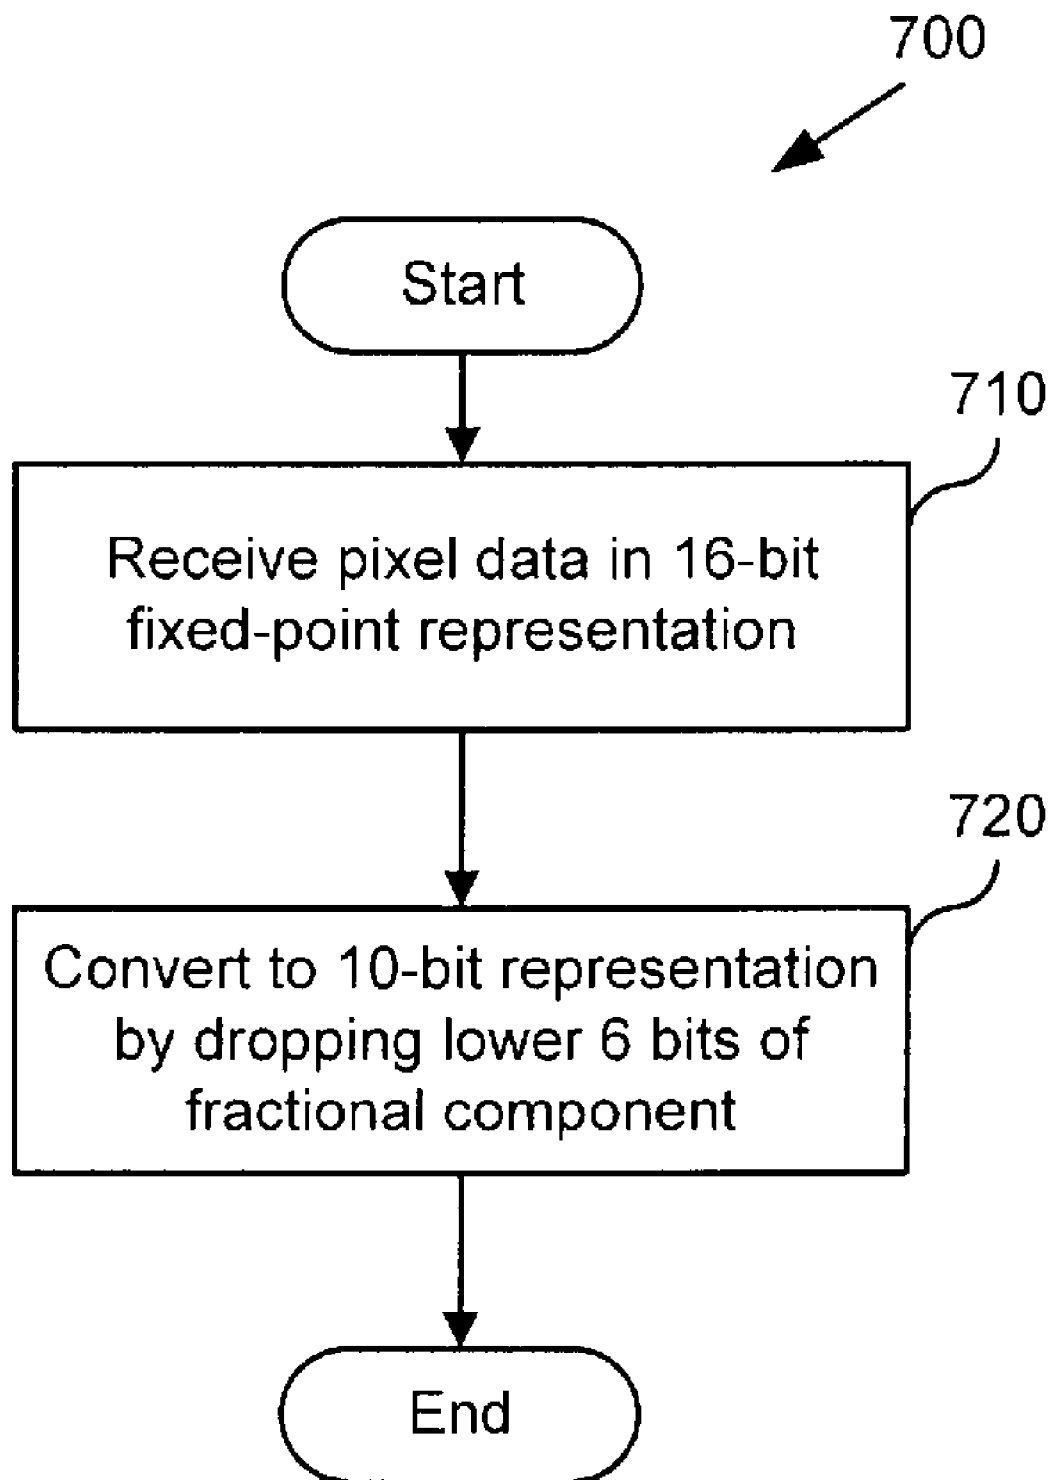 700
Start
710
Receive pixel data in 16-bit
fixed-point representation
720
Convert to 10-bit representation
by dropping lower 6 bits of
fractional component
End